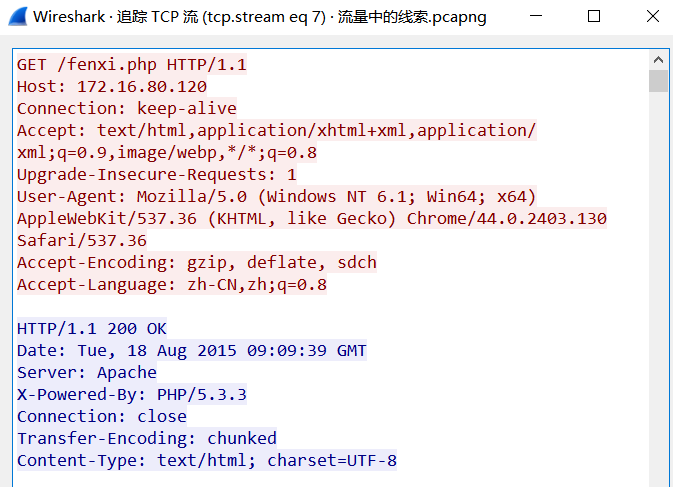 Wireshark · 追踪 TCP 流 (tcp.stream eq 7) · 流量中的线索.pcapng
GET /fenxi.php HTTP/1.1
Host: 172.16.80.120
Connection: keep-alive
Accept: text/html,application/xhtml+xml,application/
xml;q=0.9,image/webp,*/*;q=0.8
Upgrade-Insecure-Requests: 1
User-Agent: Mozilla/5.0 (Windows NT 6.1; Win64; x64)
AppleWebKit/537.36 (KHTML, like Gecko) Chrome/44.0.2403.130
Safari/537.36
Accept-Encoding: gzip, deflate, sdch
Accept-Language: zh-CN,zh;q=0.8
HTTP/1.1 200 OK
Date: Tue, 18 Aug 2015 09:09:39 GMT
Server: Apache
X-Powered-By: PHP/5.3.3
Connection: close
Transfer-Encoding: chunked
Content-Type: text/html; charset=UTF-8